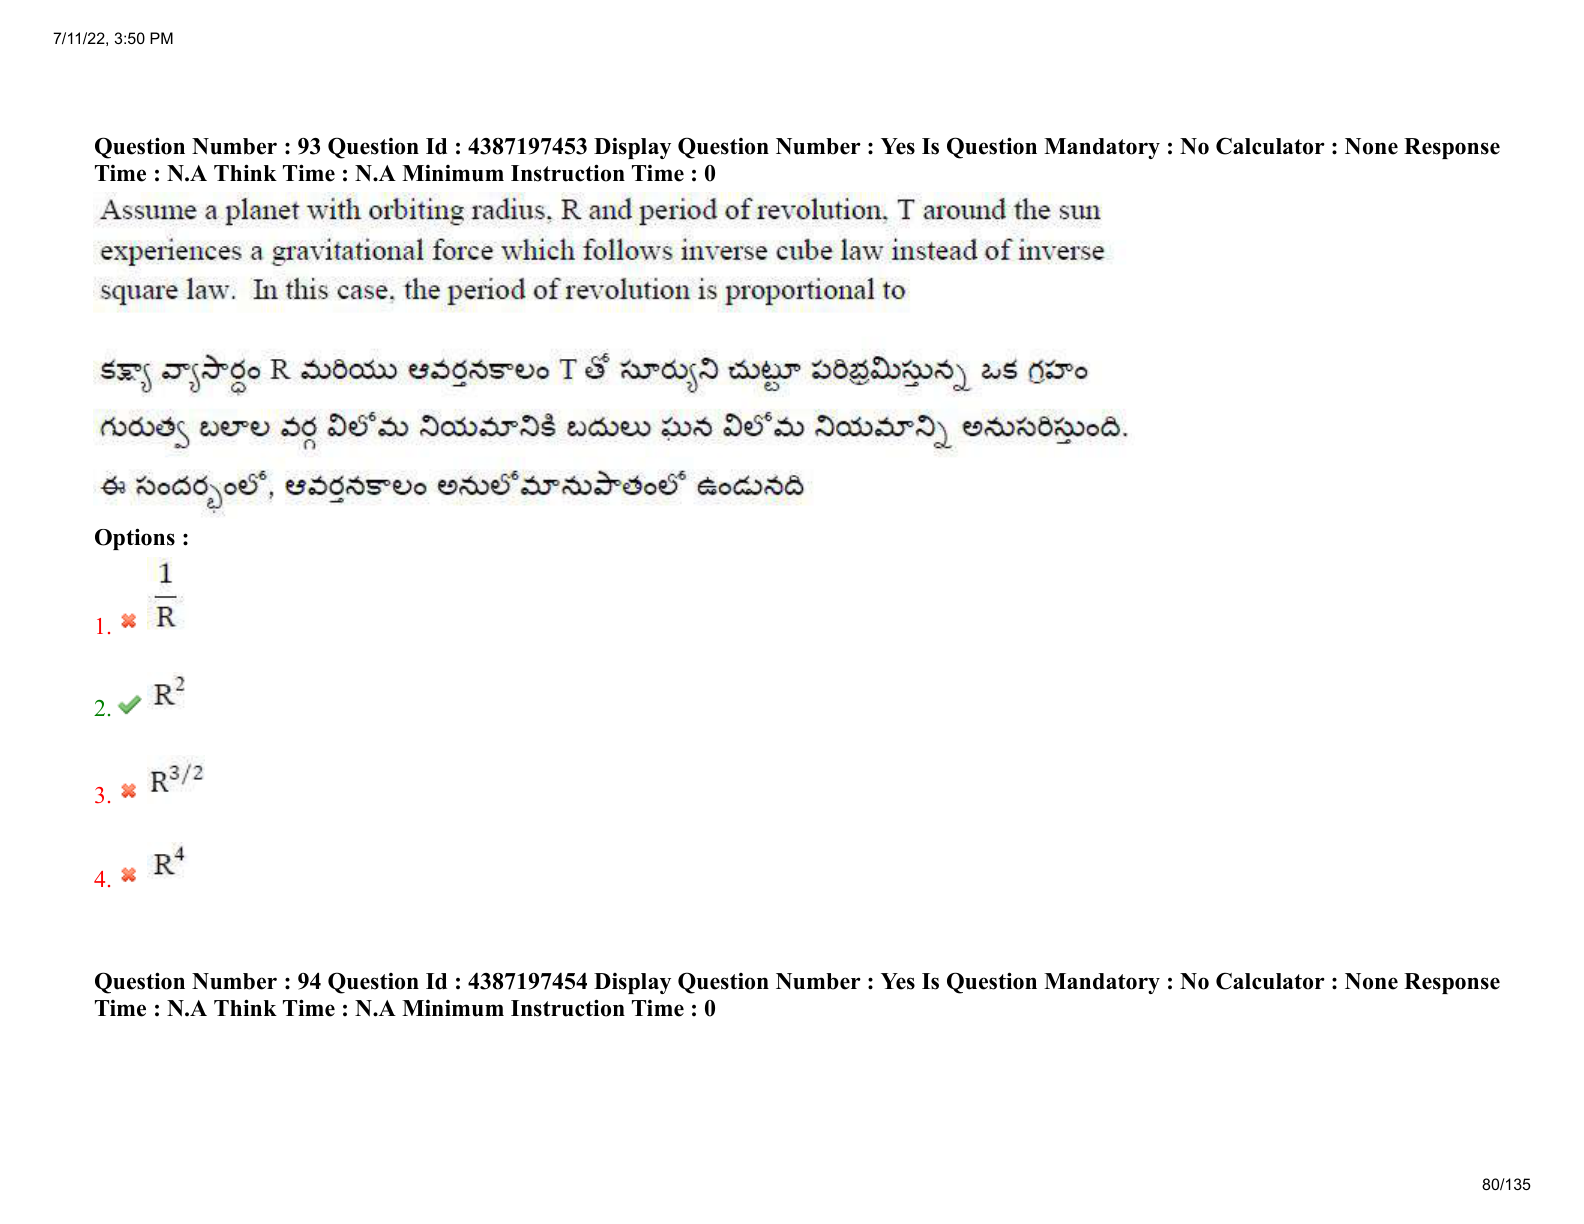 7/11/22, 3:50 PM
Question Number : 93 Question Id : 4387197453 Display Question Number : Yes Is Question Mandatory : No Calculator : None Response
Time : N.A Think Time : N.A Minimum Instruction Time : 0
Assume a planet with orbiting radius, R and period of revolution, T around the sun
experiences a gravitational force which follows inverse cube law instead of inverse
square law. In this case, the period of revolution is proportional to
కక్ష్యా వ్యాసార్థం R మరియు ఆవర్తనకాలం T తో సూర్యుని చుట్టూ పరిభ్రమిస్తున్న ఒక గ్రహం
గురుత్వ బలాల వర్గ విలోమ నియమానికి బదులు ఘన విలోమ నియమాన్ని అనుసరిస్తుంది.
ఈ సందర్భంలో, ఆవర్తనకాలం అనులోమానుపాతంలో ఉండునది
Options :
1. 1/R
2. R²
3. R^3/2
4. R⁴
Question Number : 94 Question Id : 4387197454 Display Question Number : Yes Is Question Mandatory : No Calculator : None Response
Time : N.A Think Time : N.A Minimum Instruction Time : 0
80/135